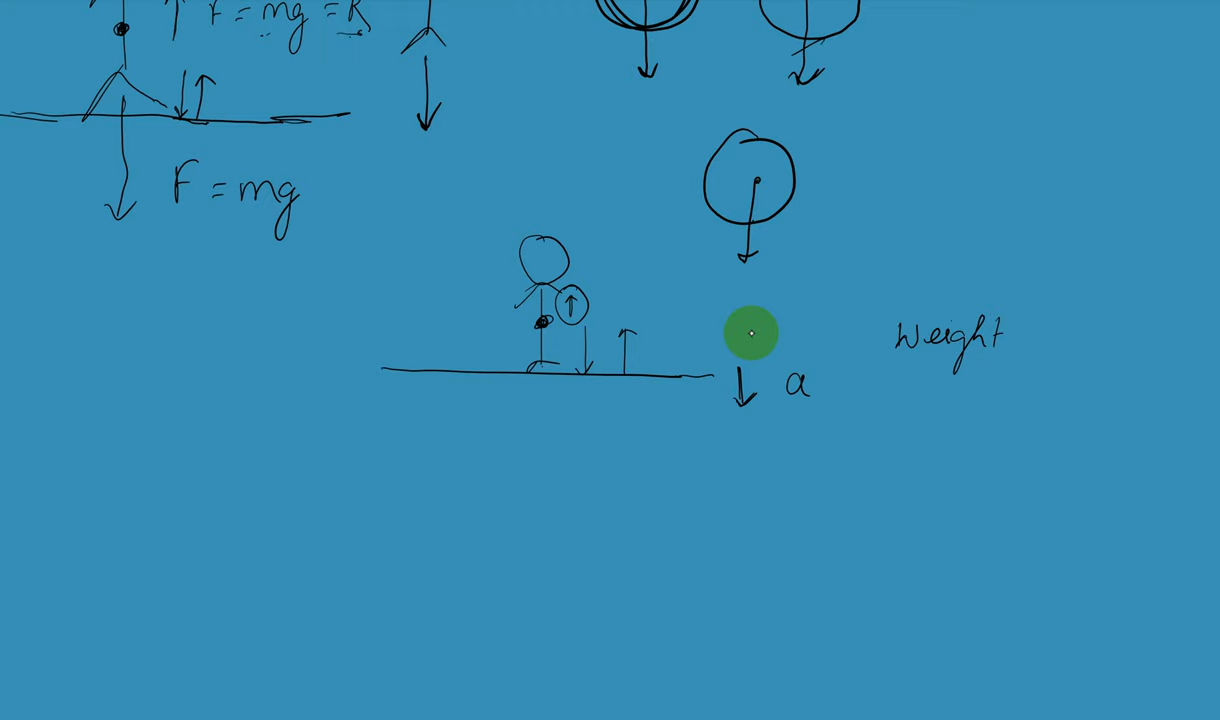 F = mg = R
F = mg
Weight
a